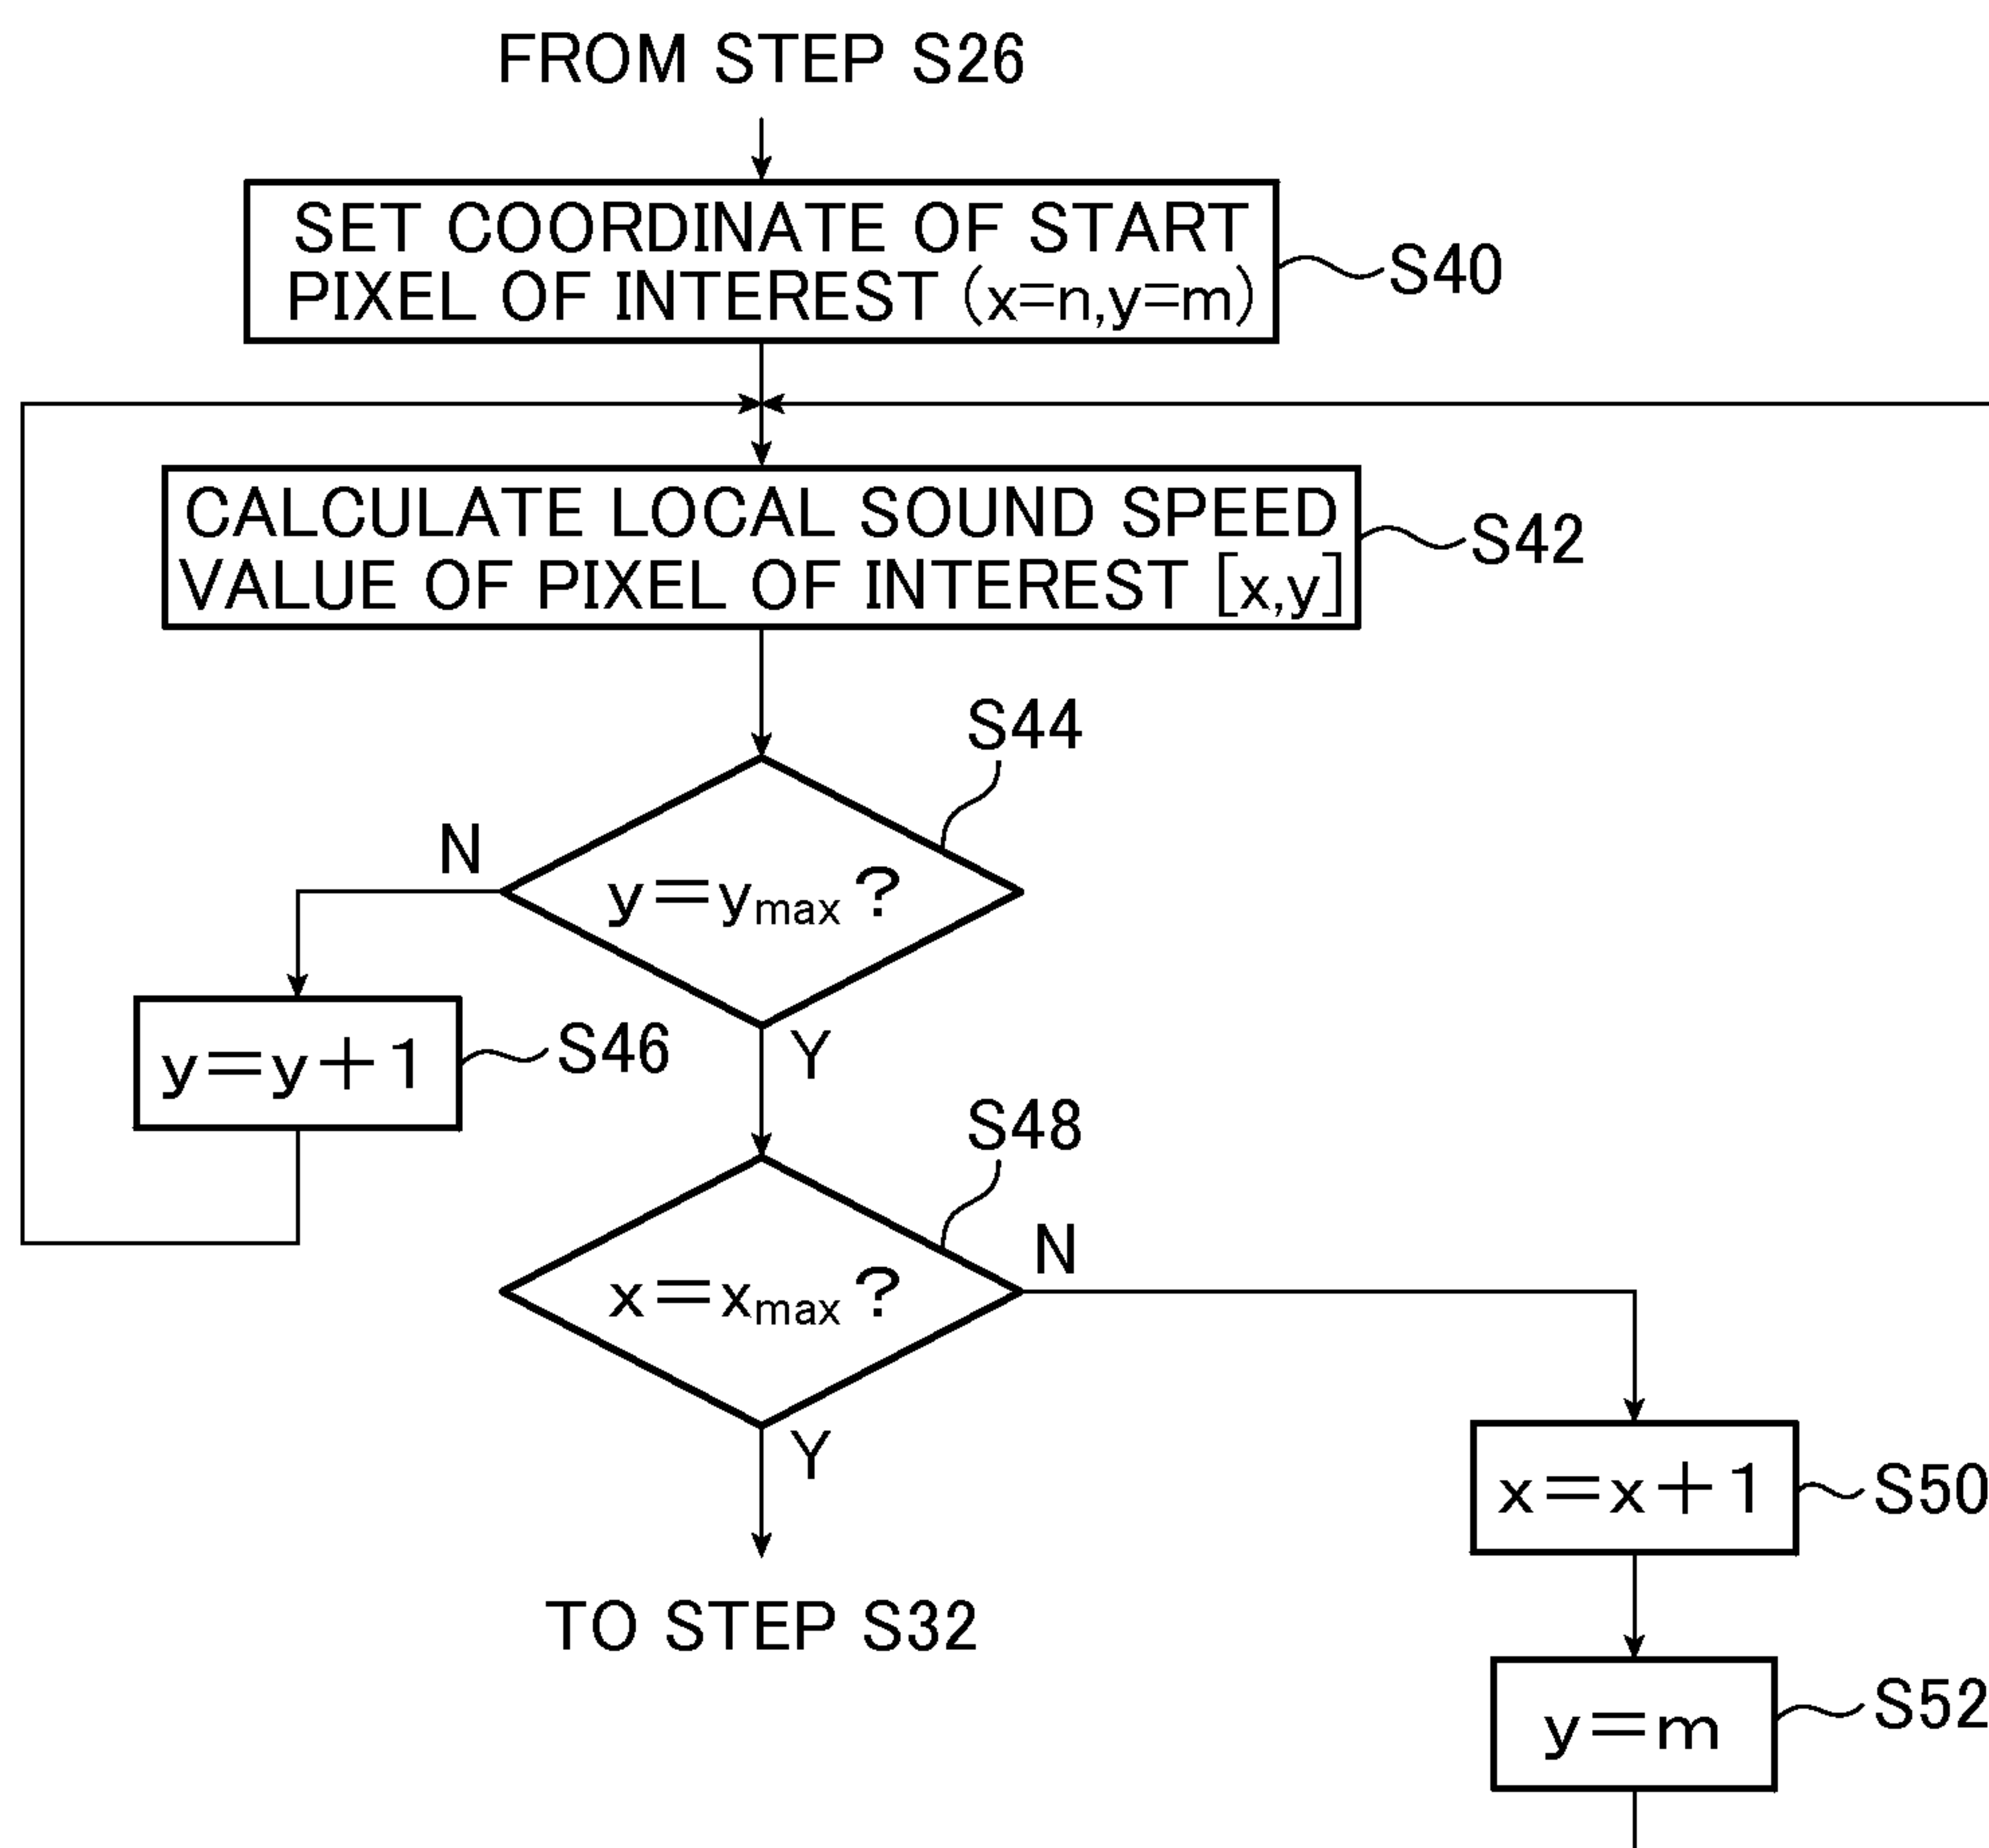 FROM STEP S26
SET COORDINATE OF START
PIXEL OF INTEREST (x=n,y=m)
S40
CALCULATE LOCAL SOUND SPEED
VALUE OF PIXEL OF INTEREST [x,y]
S42
S44
N
y=ymax?
Y
y=y+1
S46
S48
N
x=xmax?
Y
x=x+1
S50
TO STEP S32
y=m
S52